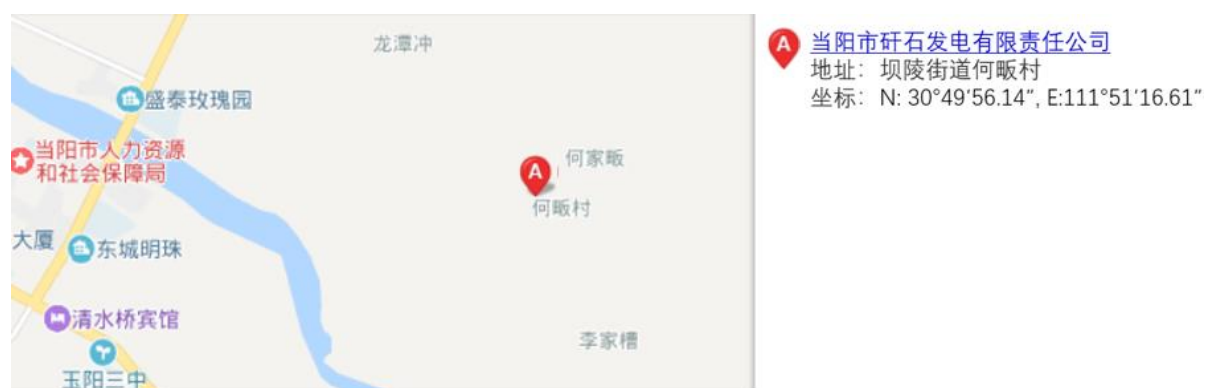 龙潭冲
盛泰玫瑰园
当阳市人力资源
和社会保障局
何家畈
何畈村
大厦
东城明珠
清水桥宾馆
李家槽
玉阳三中
A
A
当阳市矸石发电有限责任公司
地址：坝陵街道何畈村
坐标：N: 30°49′56.14″, E:111°51′16.61″